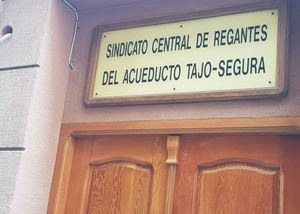 SINDICATO CENTRAL DE REGANTES
DEL ACUEDUCTO TAJO-SEGURA